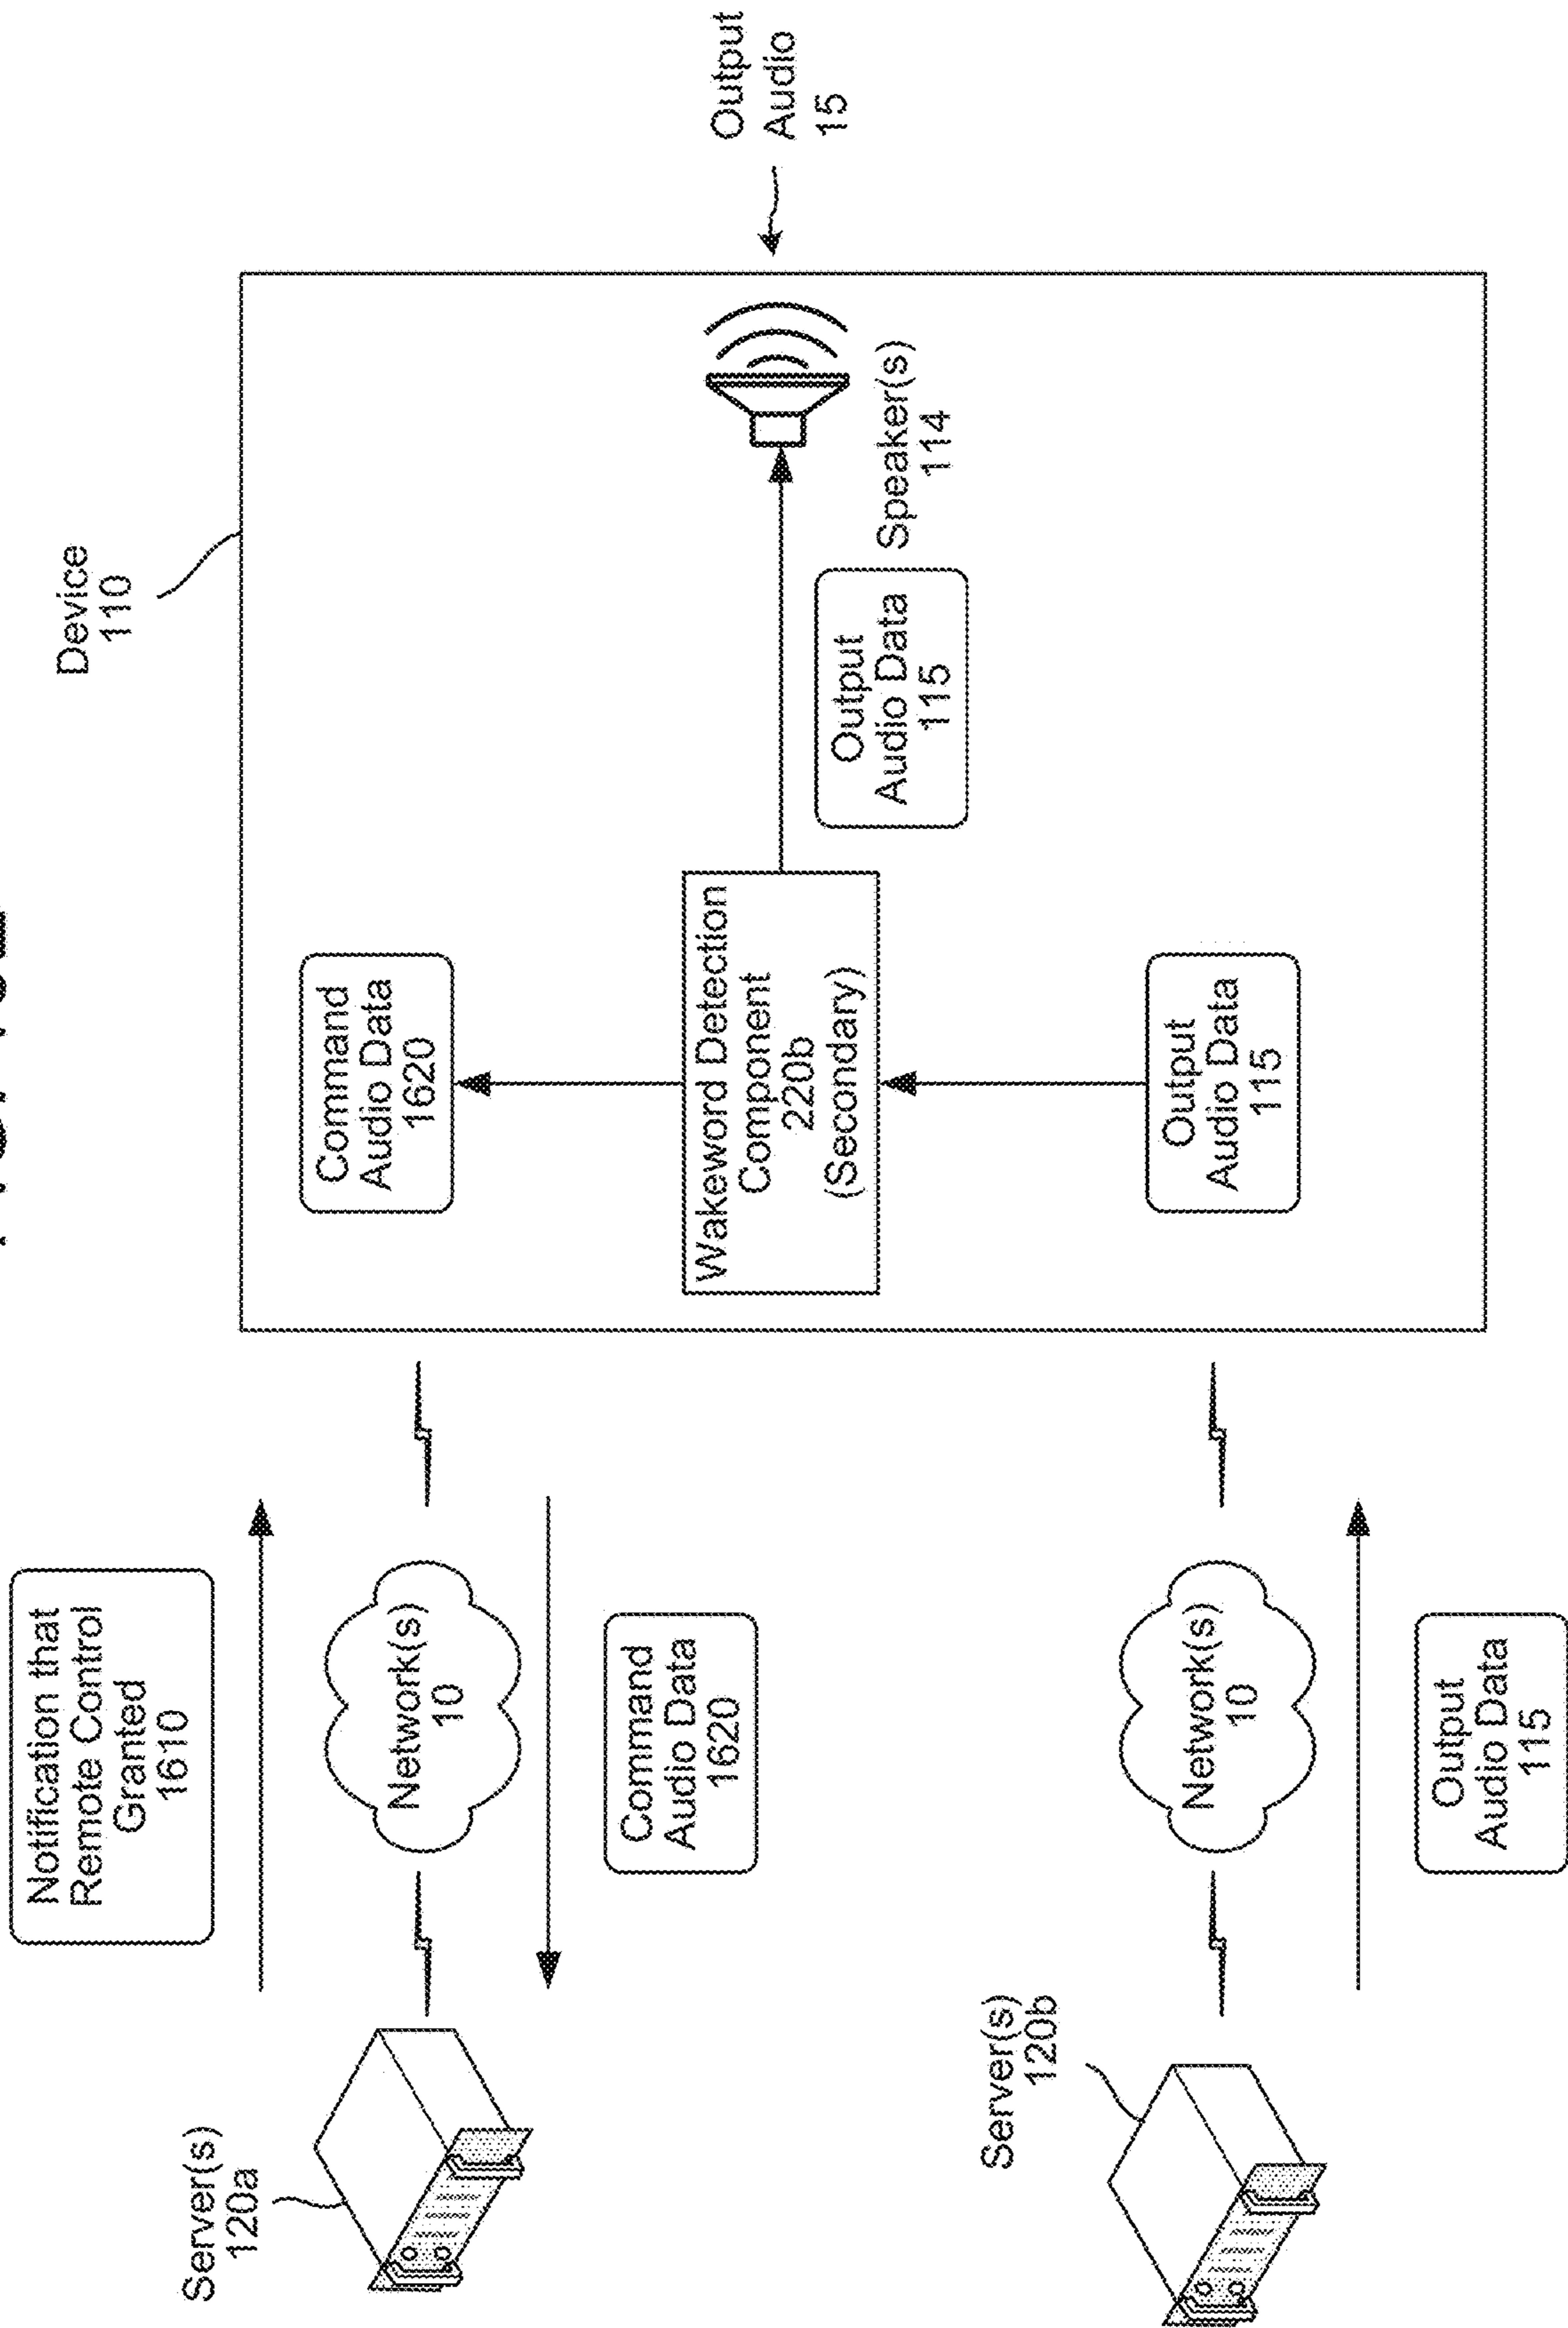 Device
110
Output
Audio
15
Notification that
Remote Control
Granted
1610
Server(s)
120a
Network(s)
10
Command
Audio Data
1620
Command
Audio Data
1620
Wakeword Detection
Component
220b
(Secondary)
Output
Audio Data
115
Speaker(s)
114
Output
Audio Data
115
Server(s)
120b
Network(s)
10
Output
Audio Data
115